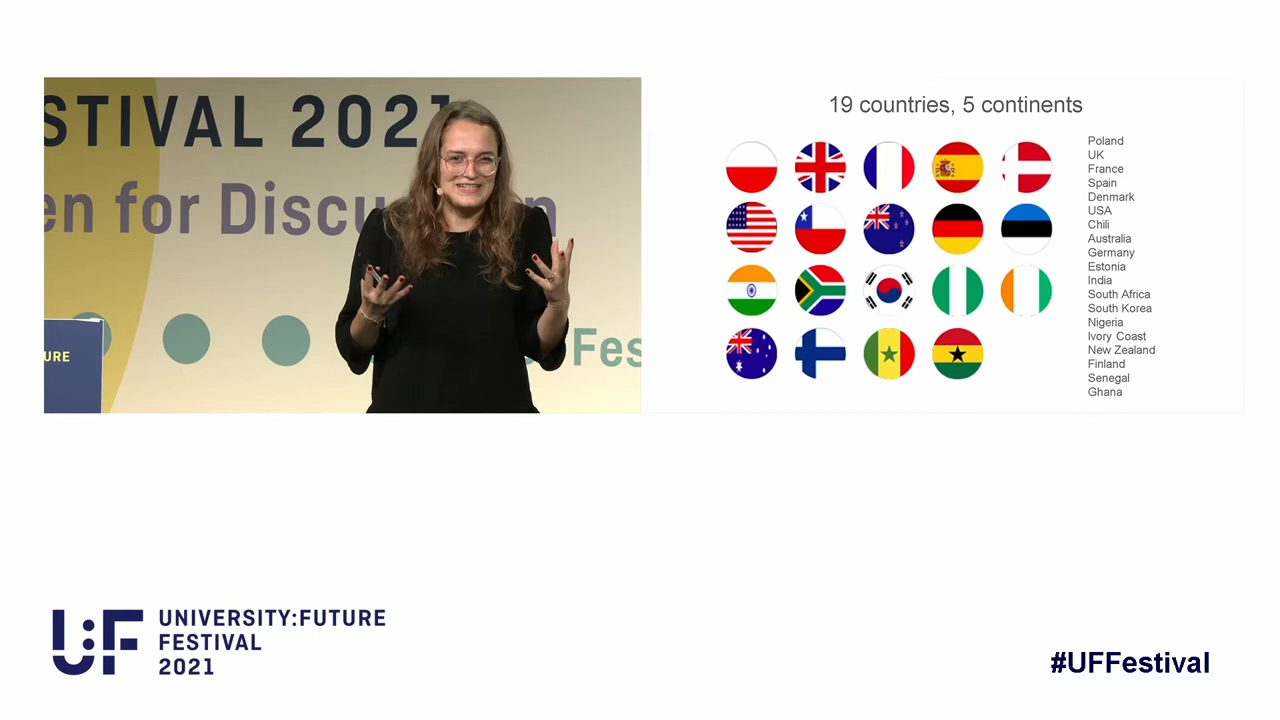 STIVAL 2021
en for Discu n
URE
Fes
19 countries, 5 continents
Poland
UK
France
Spain
Denmark
USA
Chili
Australia
Germany
Estonia
India
South Africa
South Korea
Nigeria
Ivory Coast
New Zealand
Finland
Senegal
Ghana
U:F
UNIVERSITY:FUTURE
FESTIVAL
2021
#UFFestival